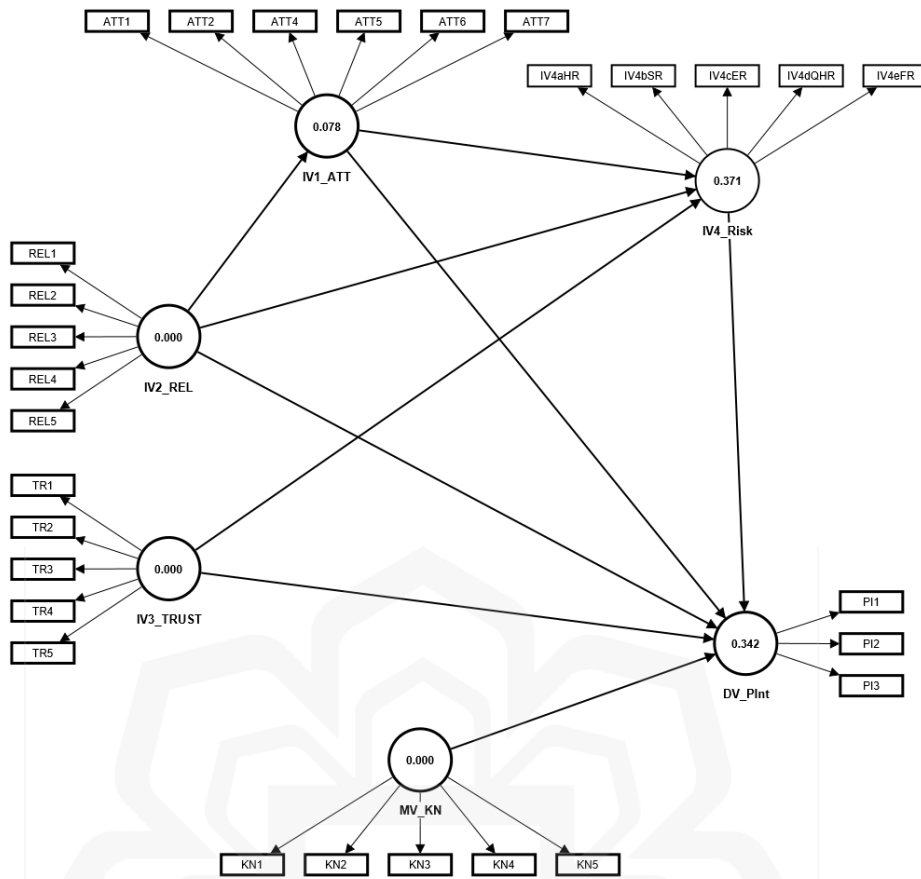 ATT1 ATT2 ATT4 ATT5 ATT6 ATT7
IV4aHR IV4bSR IV4cER IV4dQHR IV4eFR
0.078
IV1_ATT
0.371
IV4_Risk
REL1
REL2
REL3
REL4
REL5
0.000
IV2_REL
TR1
TR2
TR3
TR4
TR5
0.000
IV3_TRUST
PI1
PI2
PI3
0.342
DV_PInt
0.000
MV_KN
KN1 KN2 KN3 KN4 KN5